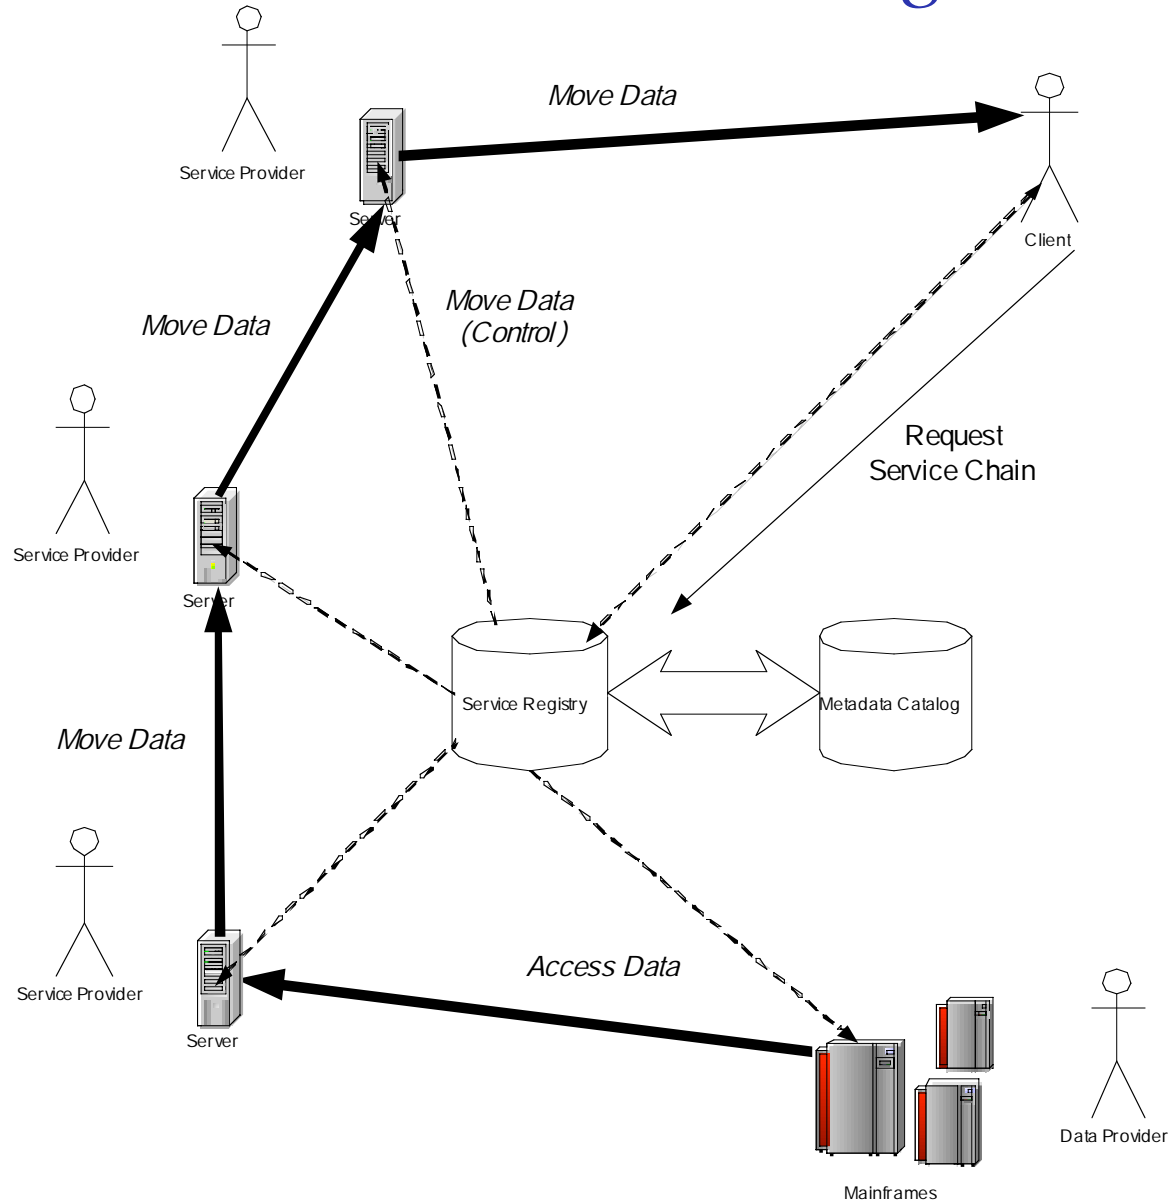 Move Data
Service Provider
Server
Client
Move Data
(Control)
Move Data
Request
Service Chain
Service Provider
Server
Service Registry
Metadada Catalog
Move Data
Access Data
Service Provider
Server
Data Provider
Mainframes